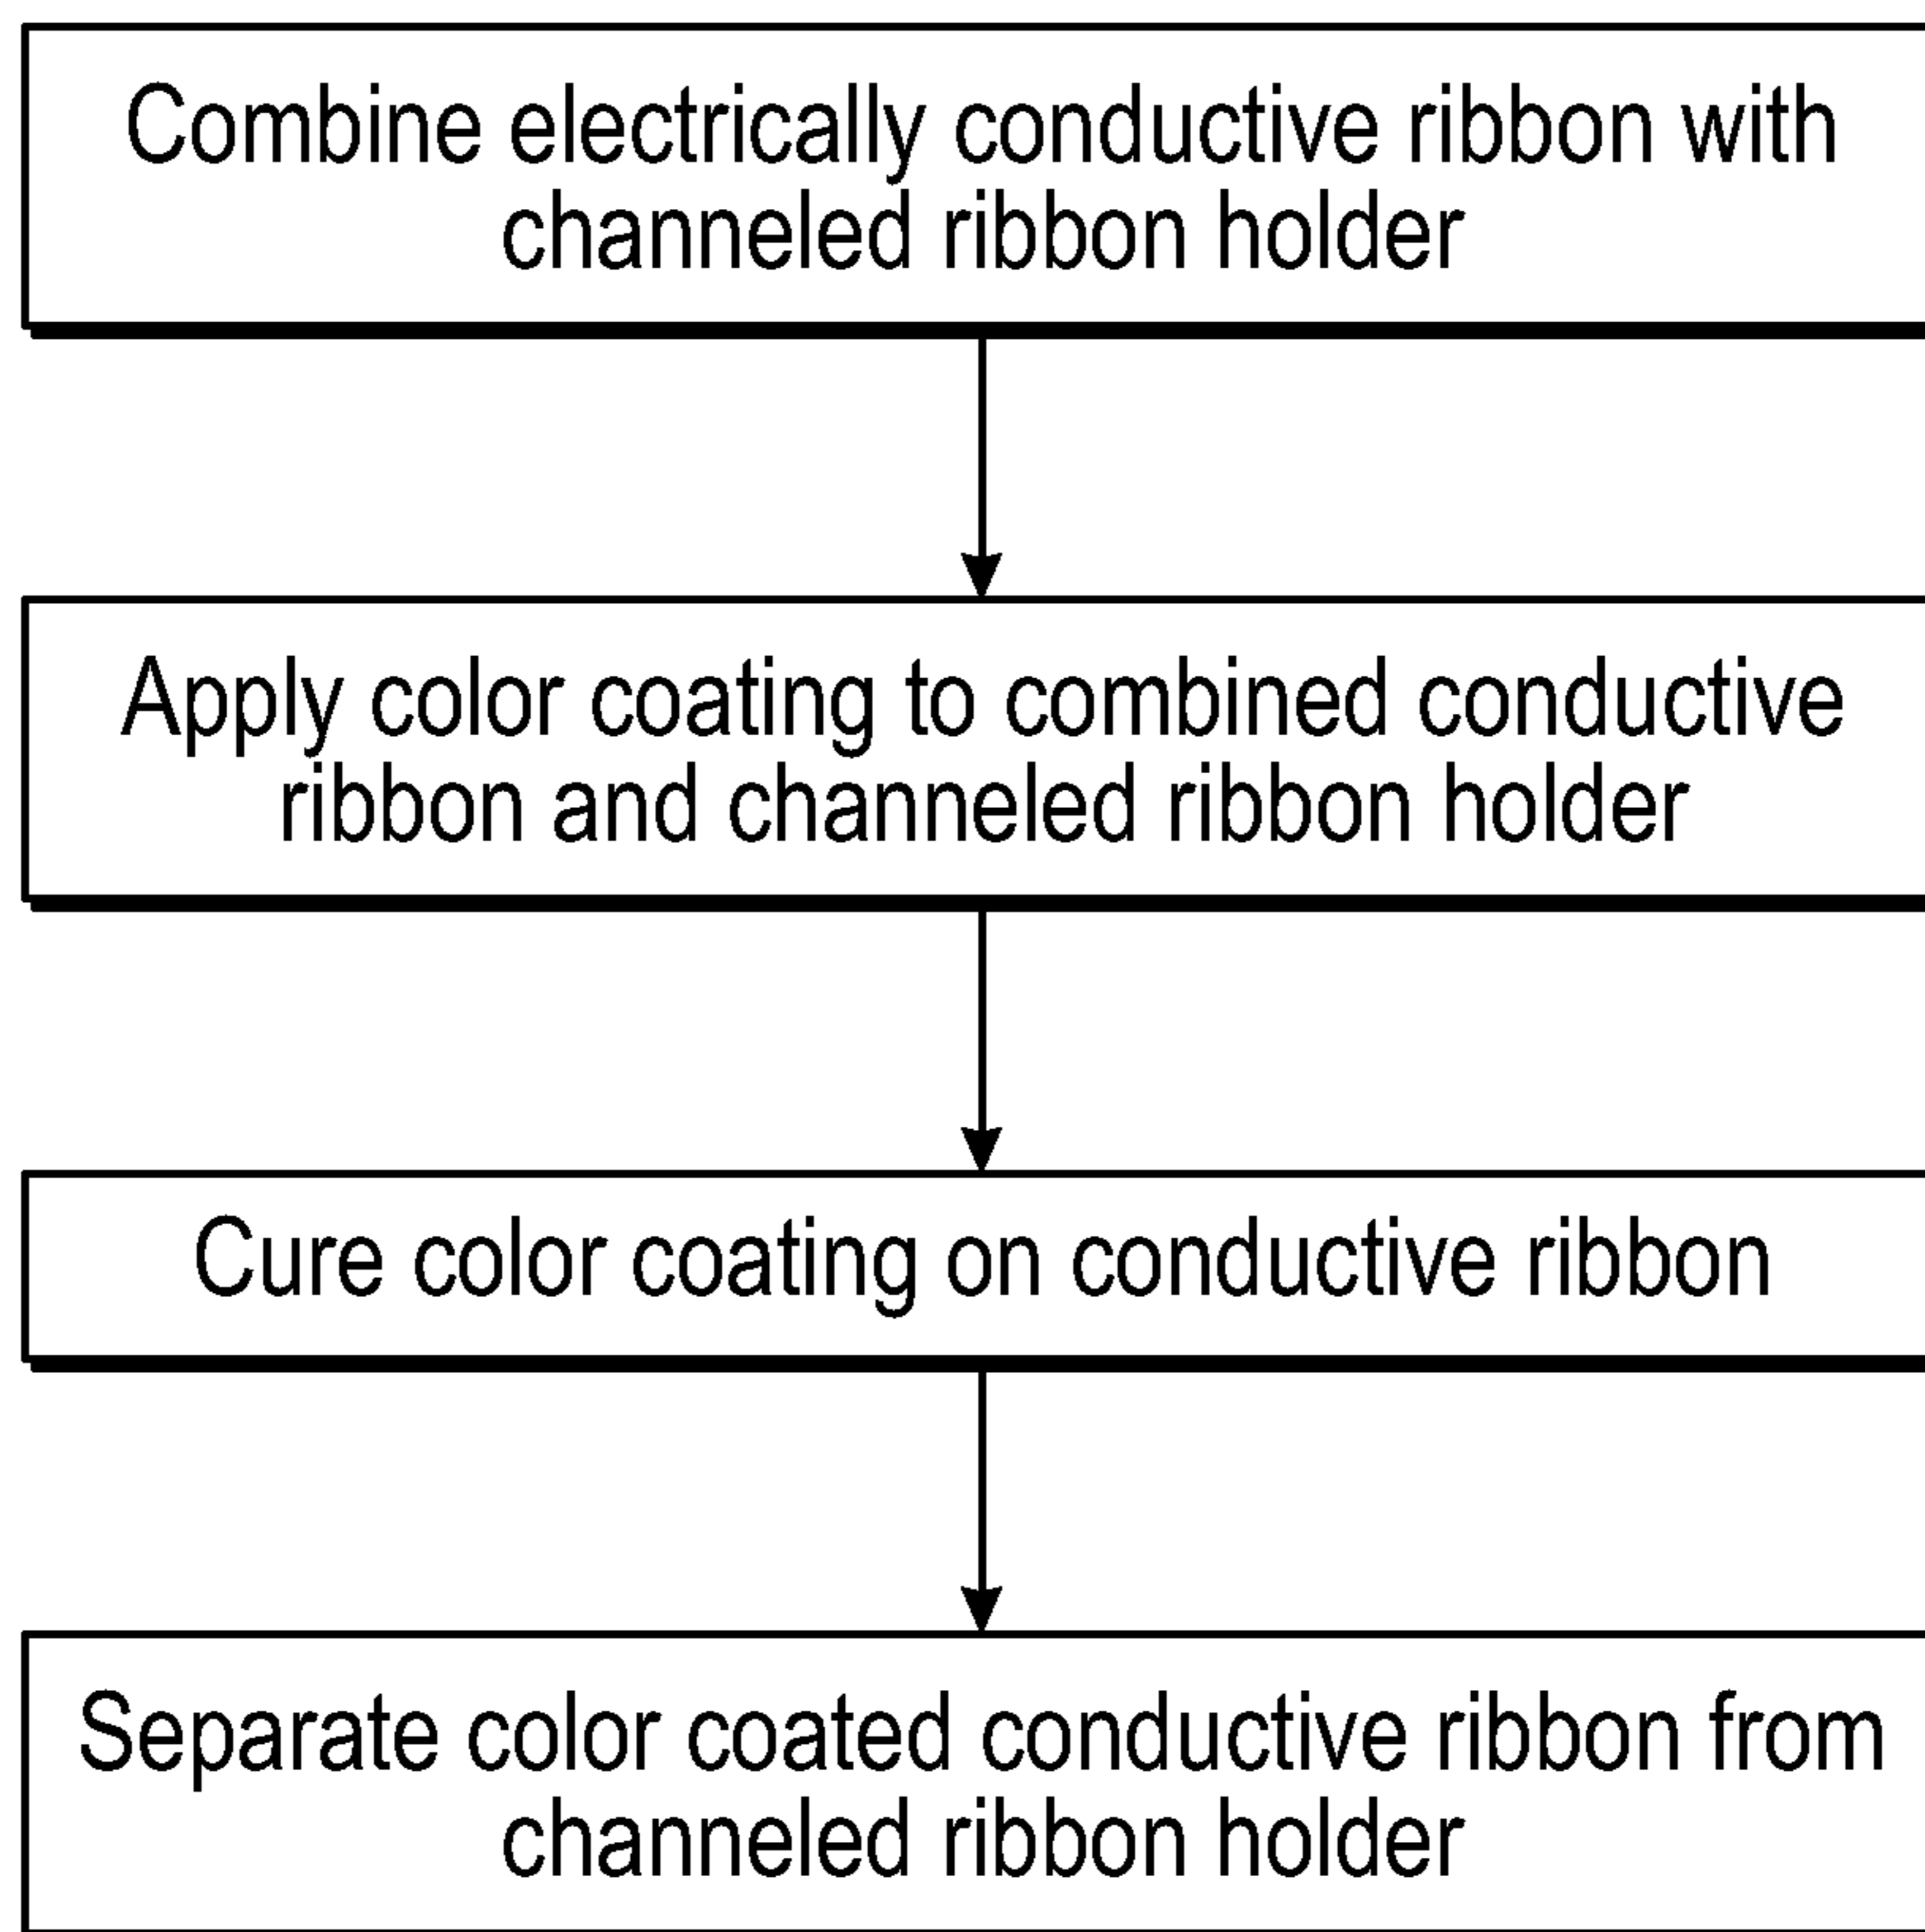 Combine electrically conductive ribbon with
channeled ribbon holder
Apply color coating to combined conductive
ribbon and channeled ribbon holder
Cure color coating on conductive ribbon
Separate color coated conductive ribbon from
channeled ribbon holder